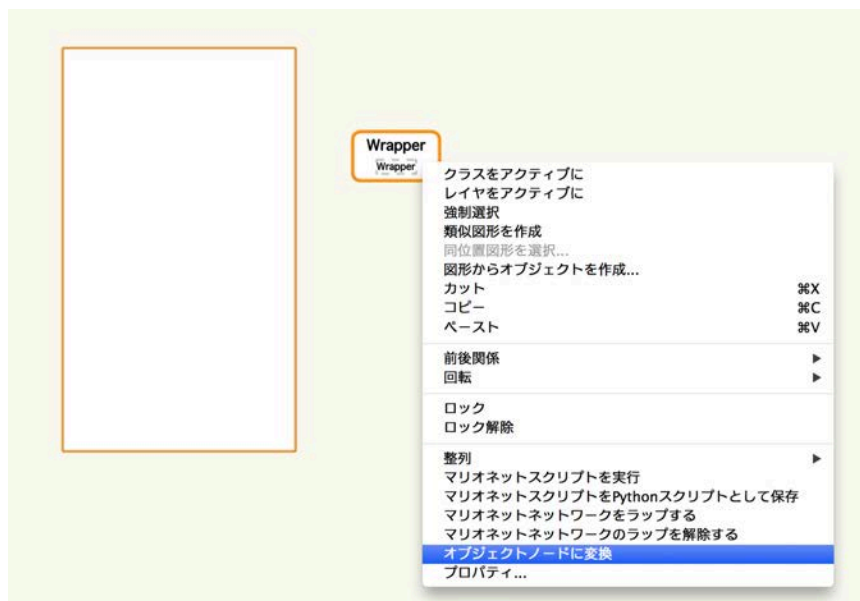 Wrapper
Wrapper
クラスをアクティブに
レイヤをアクティブに
強制選択
類似図形を作成
同位置図形を選択...
図形からオブジェクトを作成...
カット ⌘X
コピー ⌘C
ペースト ⌘V
前後関係 ▶
回転 ▶
ロック
ロック解除
整列 ▶
マリオネットスクリプトを実行
マリオネットスクリプトをPythonスクリプトとして保存
マリオネットネットワークをラップする
マリオネットネットワークのラップを解除する
オブジェクトノードに変換
プロパティ...